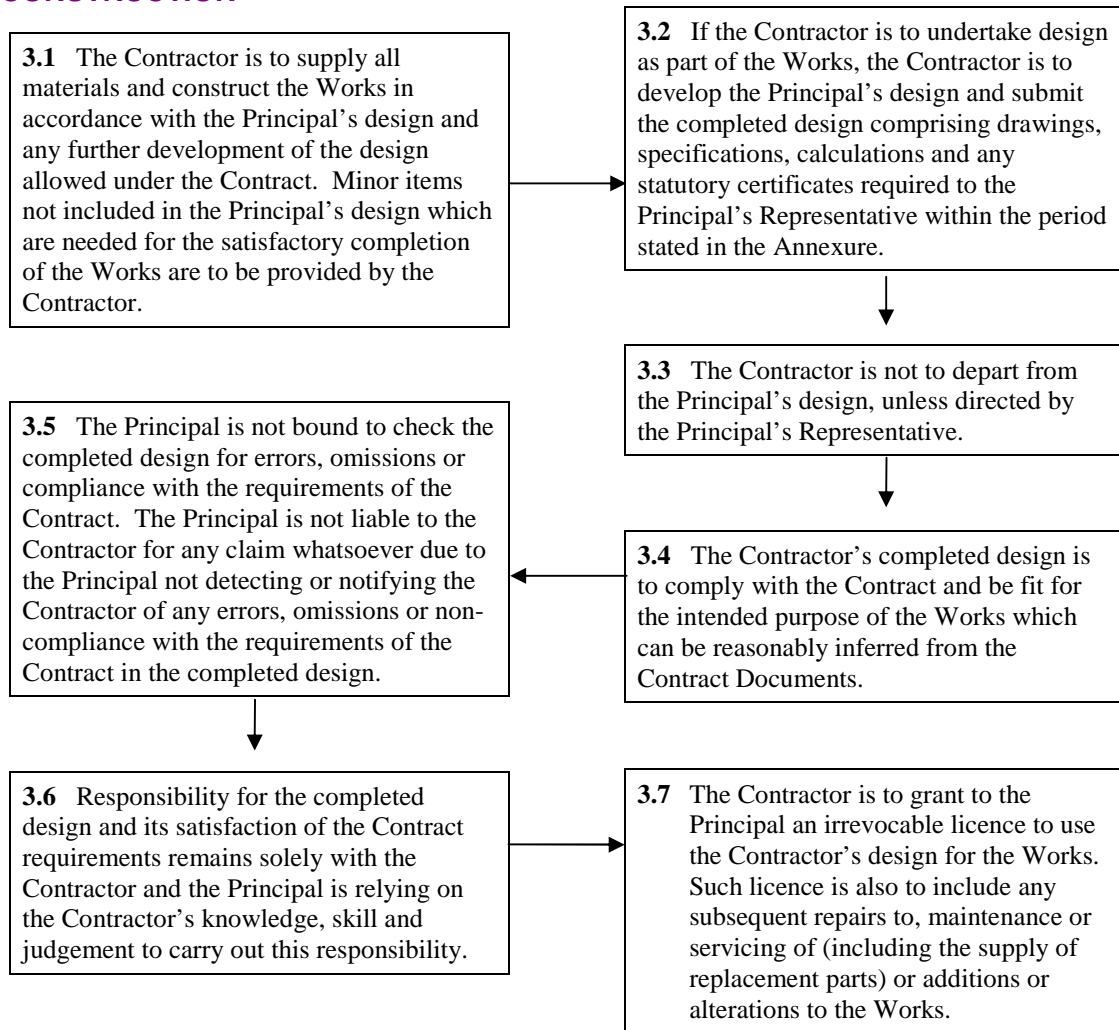 3.1 The Contractor is to supply all
materials and construct the Works in
accordance with the Principal's design and
any further development of the design
allowed under the Contract. Minor items
not included in the Principal's design which
are needed for the satisfactory completion
of the Works are to be provided by the
Contractor.
3.2 If the Contractor is to undertake design
as part of the Works, the Contractor is to
develop the Principal's design and submit
the completed design comprising drawings,
specifications, calculations and any
statutory certificates required to the
Principal's Representative within the period
stated in the Annexure.
3.3 The Contractor is not to depart from
the Principal's design, unless directed by
the Principal's Representative.
3.4 The Contractor's completed design is
to comply with the Contract and be fit for
the intended purpose of the Works which
can be reasonably inferred from the
Contract Documents.
3.5 The Principal is not bound to check the
completed design for errors, omissions or
compliance with the requirements of the
Contract. The Principal is not liable to the
Contractor for any claim whatsoever due to
the Principal not detecting or notifying the
Contractor of any errors, omissions or non-
compliance with the requirements of the
Contract in the completed design.
3.6 Responsibility for the completed
design and its satisfaction of the Contract
requirements remains solely with the
Contractor and the Principal is relying on
the Contractor's knowledge, skill and
judgement to carry out this responsibility.
3.7 The Contractor is to grant to the
Principal an irrevocable licence to use
the Contractor's design for the Works.
Such licence is also to include any
subsequent repairs to, maintenance or
servicing of (including the supply of
replacement parts) or additions or
alterations to the Works.